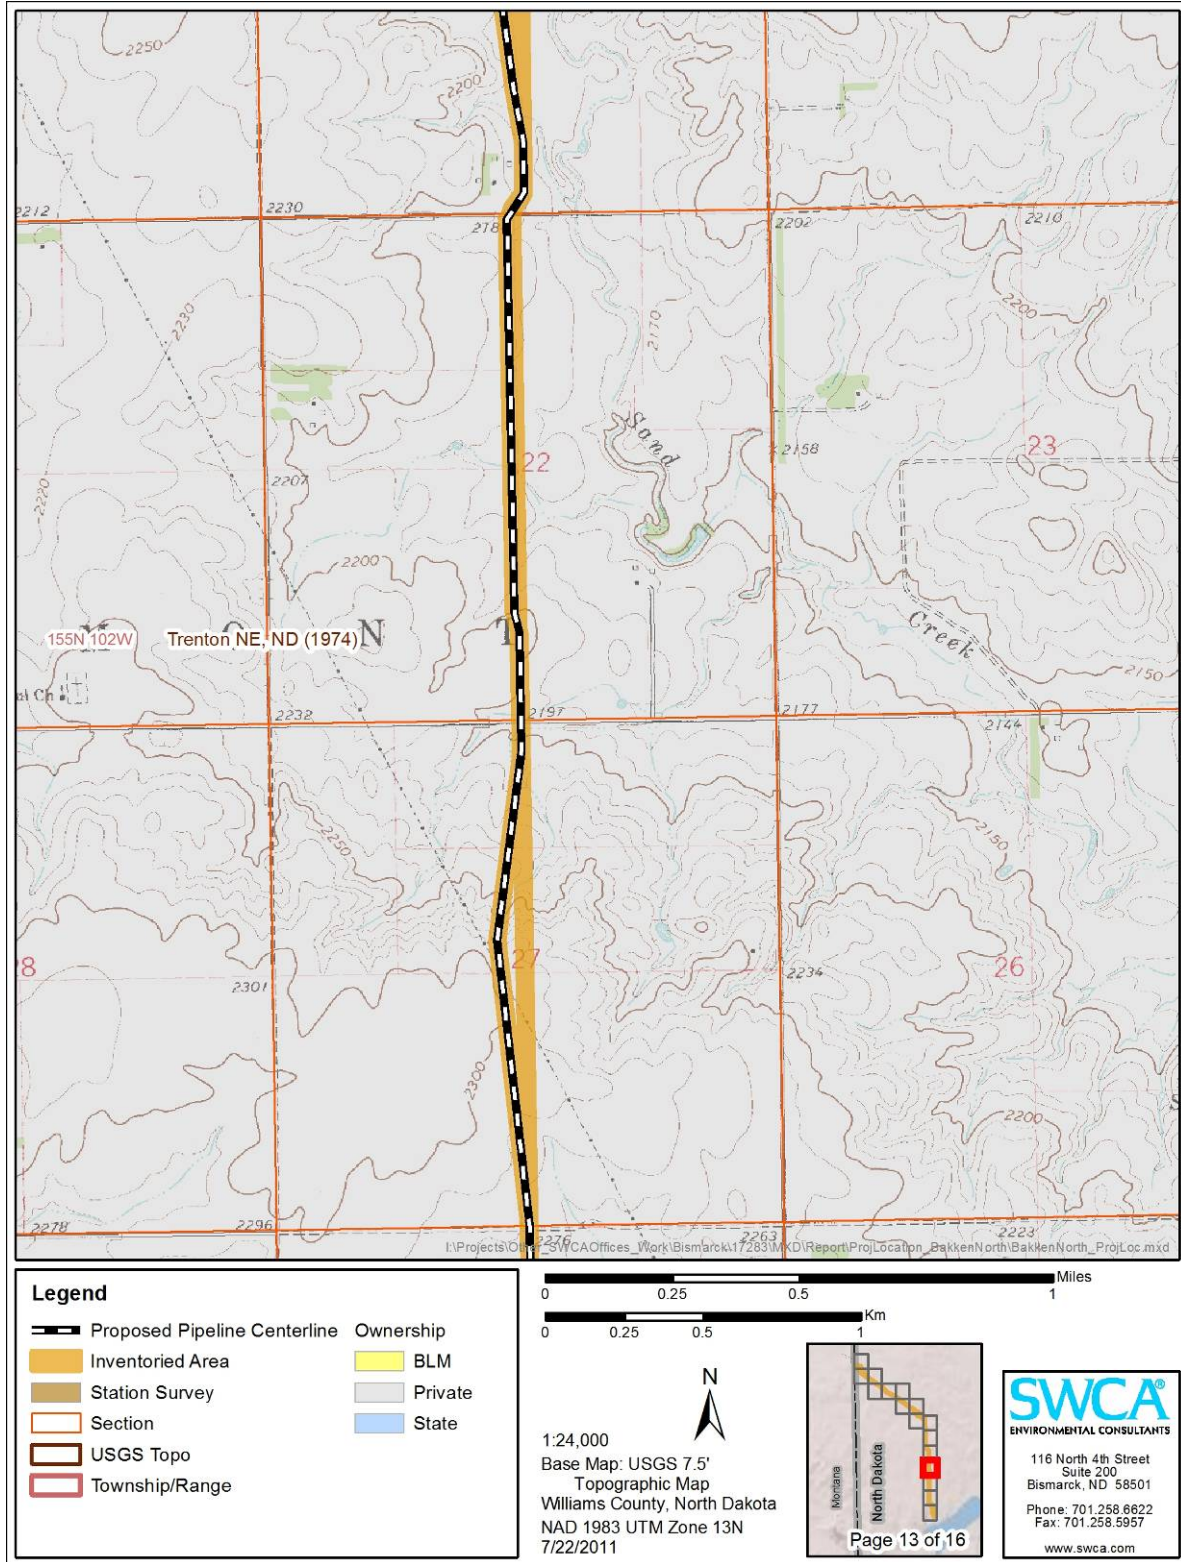 2250
2200
2212
2230
218
2202
2210
2230
2170
2200
Sand
2158
22
23
2220
2207
2200
Creek
M
N
T
155N 102W
Trenton NE, ND (1974)
2150
2232
2197
2177
2144
2250
2150
28
27
26
2301
2234
2300
2200
S
2278
2296
2276
2263
2223
I:\Projects\Other_SWCAOffices_Work\Bismarck\17283\MXD\Report\ProjLocation_BakkenNorth\BakkenNorth_ProjLoc.mxd
Legend
Proposed Pipeline Centerline
Inventoried Area
Station Survey
Section
USGS Topo
Township/Range
Ownership
BLM
Private
State
Miles
0 0.25 0.5 1
Km
0 0.25 0.5 1
N
1:24,000
Base Map: USGS 7.5'
Topographic Map
Williams County, North Dakota
NAD 1983 UTM Zone 13N
7/22/2011
Montana
North Dakota
Page 13 of 16
SWCA®
ENVIRONMENTAL CONSULTANTS
116 North 4th Street
Suite 200
Bismarck, ND 58501
Phone: 701.258.6622
Fax: 701.258.5957
www.swca.com